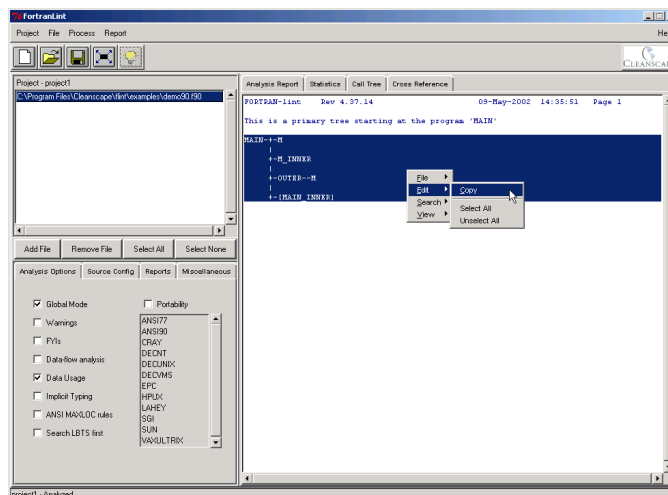 FortranLint
Project File Process Report He
CLEANSCAP
Project - project1
C:\Program Files\Cleanscape\flint\examples\demo90.f90
Add File Remove File Select All Select None
Analysis Options Source Config Reports Miscellaneous
Global Mode
Warnings
FYIs
Data-flow analysis
Data Usage
Implicit Typing
ANSI MAXLOC rules
Search LBTS first
Portability
ANSI77
ANSI90
CRAY
DECNT
DECUNIX
DECVMS
EPC
HPUX
LAHEY
SGI
SUN
VAXULTRIX
Analysis Report Statistics Call Tree Cross Reference
FORTRAN-lint Rev 4.37.14 09-May-2002 14:35:51 Page 1
This is a primary tree starting at the program 'MAIN'
MAIN-+-M
|
+-M_INNER
|
+-OUTER--M
|
+-[MAIN_INNER]
File
Edit
Search
View
Copy
Select All
Unselect All
project1 - Analyzed